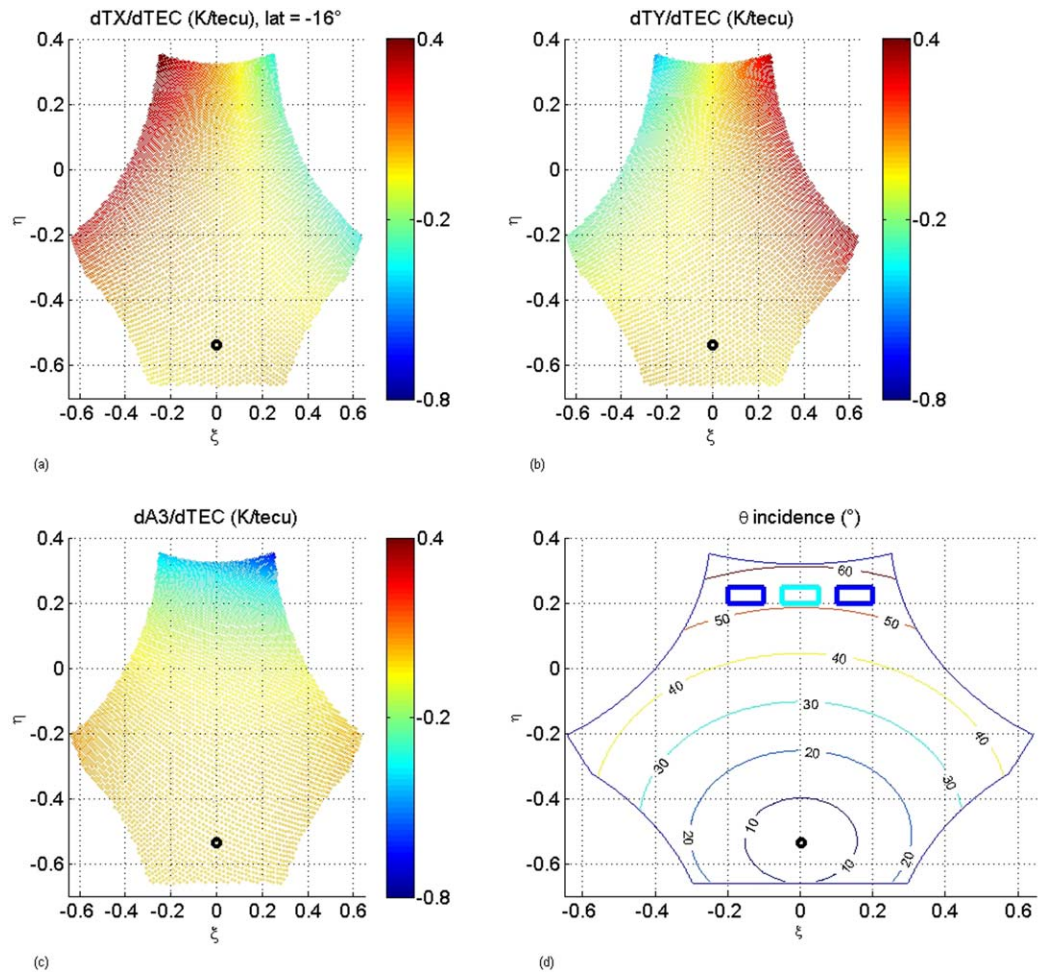 dTX/dTEC (K/tecu), lat = -16°
0.4
0.2
0
-0.2
-0.4
-0.6
η
-0.6 -0.4 -0.2 0 0.2 0.4 0.6
ξ
0.4
-0.2
-0.8
(a)
dTY/dTEC (K/tecu)
0.4
0.2
0
-0.2
-0.4
-0.6
η
-0.6 -0.4 -0.2 0 0.2 0.4 0.6
ξ
0.4
-0.2
-0.8
(b)
dA3/dTEC (K/tecu)
0.4
0.2
0
-0.2
-0.4
-0.6
η
-0.6 -0.4 -0.2 0 0.2 0.4 0.6
ξ
0.4
-0.2
-0.8
(c)
θ incidence (°)
0.4
0.2
0
-0.2
-0.4
-0.6
η
60
50 50
40 40 40
30 30 30
20 20 20
10 10
-0.6 -0.4 -0.2 0 0.2 0.4 0.6
ξ
(d)